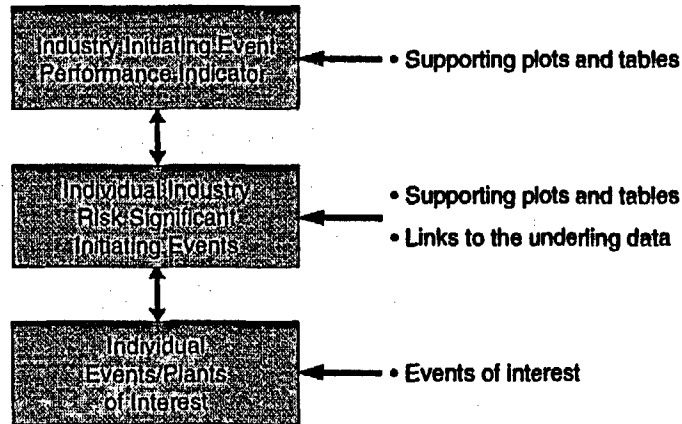 Industry Initiating Event
Performance Indicator
• Supporting plots and tables
Individual Industry
Risk Significant
Initiating Events
• Supporting plots and tables
• Links to the underling data
Individual
Events/Plants
of Interest
• Events of interest